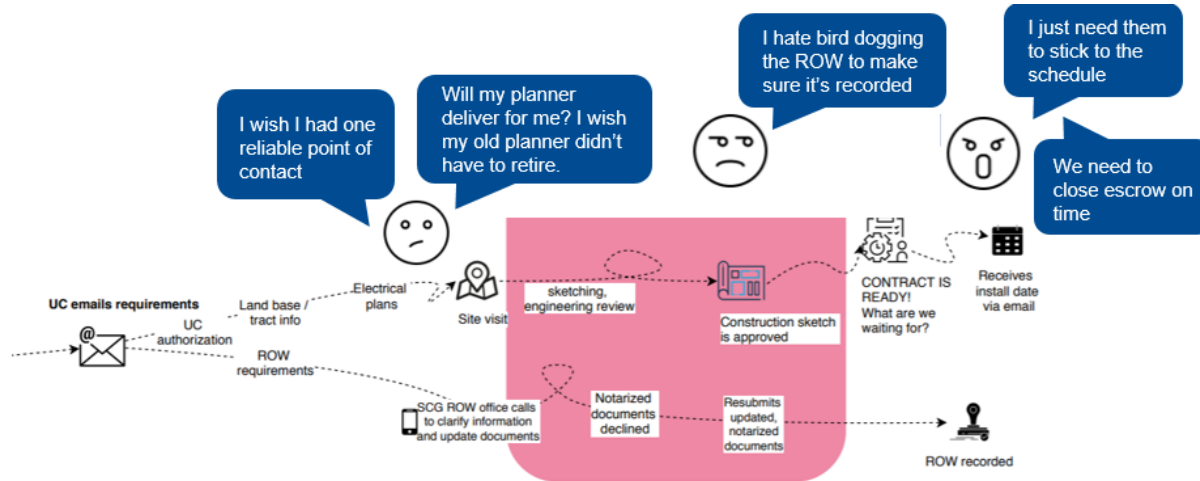 I wish I had one
reliable point of
contact
Will my planner
deliver for me? I wish
my old planner didn't
have to retire.
I hate bird dogging
the ROW to make
sure it's recorded
I just need them
to stick to the
schedule
We need to
close escrow on
time
UC emails requirements
@
UC
authorization
Land base /
tract info
Electrical
plans
Site visit
sketching,
engineering review
Construction sketch
is approved
CONTRACT IS
READY!
What are we
waiting for?
Receives
install date
via email
ROW
requirements
SCG ROW office calls
to clarify information
and update documents
Notarized
documents
declined
Resubmits
updated,
notarized
documents
ROW recorded